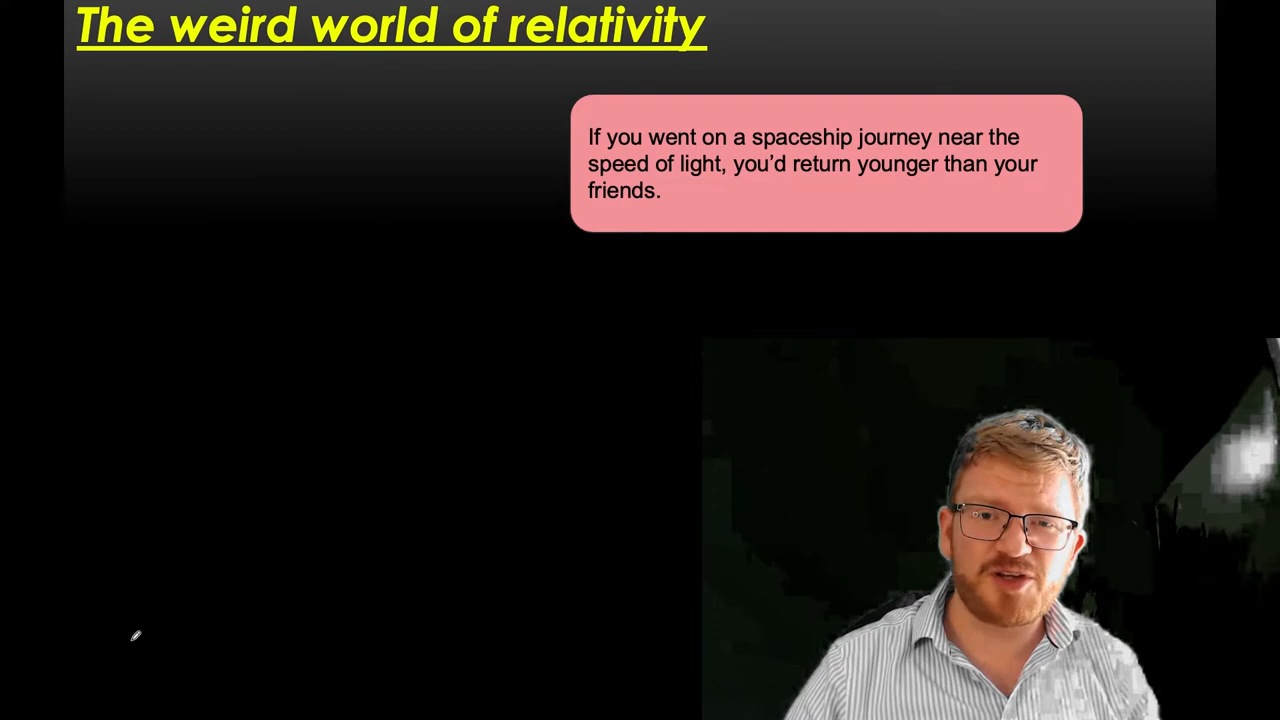 The weird world of relativity
If you went on a spaceship journey near the
speed of light, you’d return younger than your
friends.